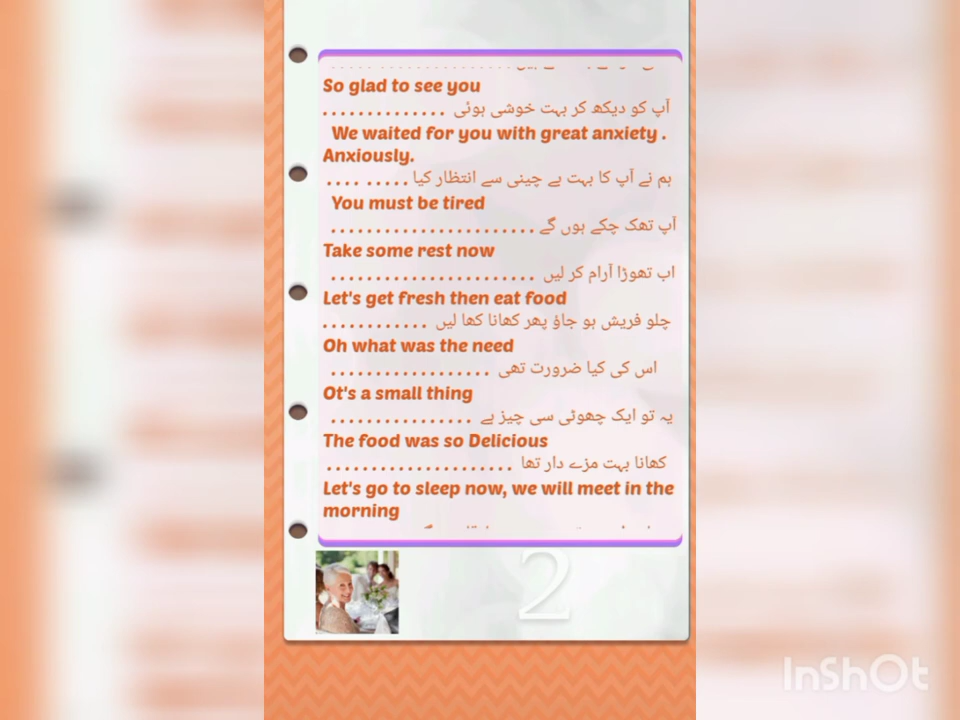 So glad to see you
آپ کو دیکھ کر بہت خوشی ہوئی ..............
We waited for you with great anxiety .
Anxiously.
ہم نے آپ کا بہت بے چینی سے انتظار کیا ..... ....
You must be tired
آپ تھک چکے ہوں گے .......................
Take some rest now
اب تھوڑا آرام کر لیں .......................
Let's get fresh then eat food
چلو فریش ہو جاؤ پھر کھانا کھا لیں ............
Oh what was the need
اس کی کیا ضرورت تھی ..................
Ot's a small thing
یہ تو ایک چھوٹی سی چیز ہے ................
The food was so Delicious
کھانا بہت مزے دار تھا .....................
Let's go to sleep now, we will meet in the
morning
2
InShOt